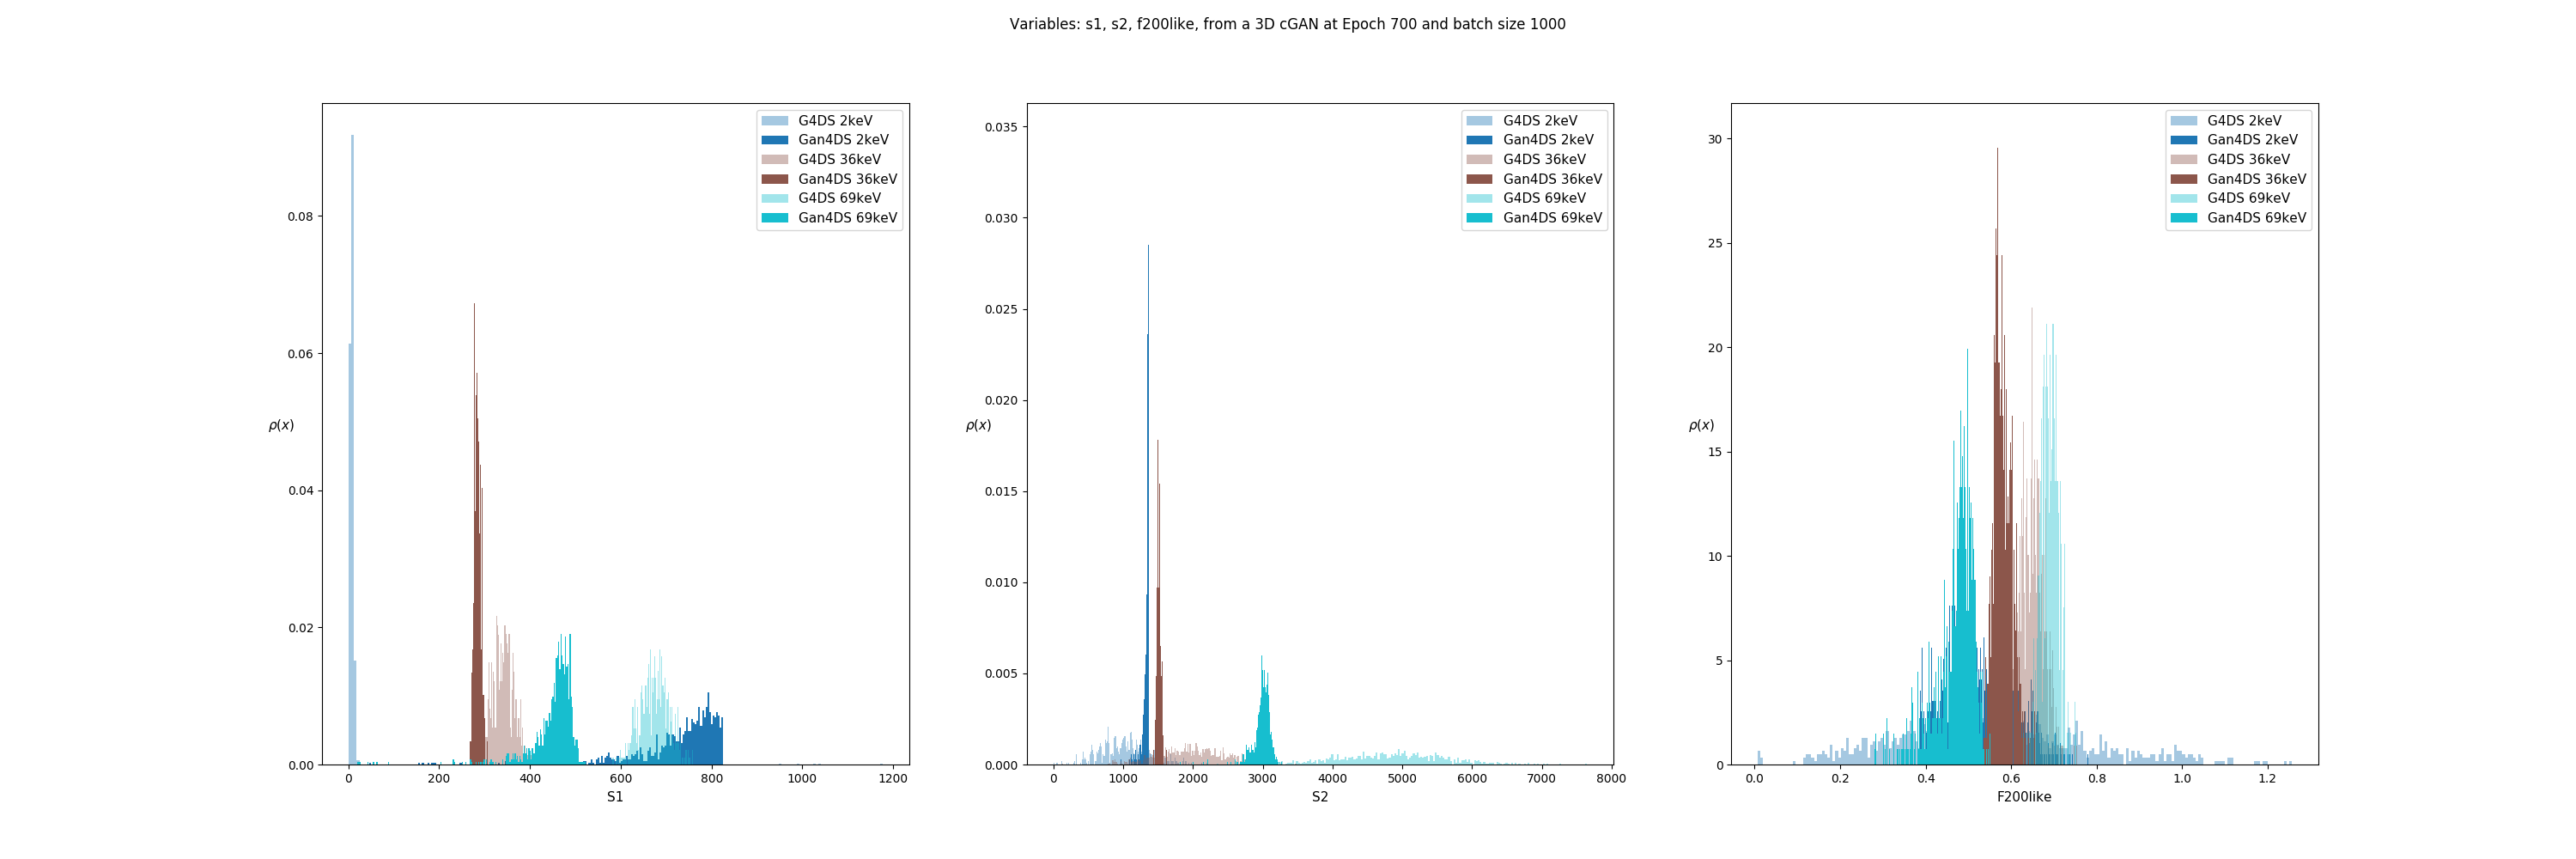 Variables: s1, s2, f200like, from a 3D cGAN at Epoch 700 and batch size 1000
G4DS 2keV
Gan4DS 2keV
G4DS 36keV
Gan4DS 36keV
G4DS 69keV
Gan4DS 69keV
0.08
0.06
ρ(x)
0.04
0.02
0.00
0 200 400 600 800 1000 1200
S1
G4DS 2keV
Gan4DS 2keV
G4DS 36keV
Gan4DS 36keV
G4DS 69keV
Gan4DS 69keV
0.035
0.030
0.025
0.020
ρ(x)
0.015
0.010
0.005
0.000
0 1000 2000 3000 4000 5000 6000 7000 8000
S2
G4DS 2keV
Gan4DS 2keV
G4DS 36keV
Gan4DS 36keV
G4DS 69keV
Gan4DS 69keV
30
25
20
ρ(x)
15
10
5
0
0.0 0.2 0.4 0.6 0.8 1.0 1.2
F200like